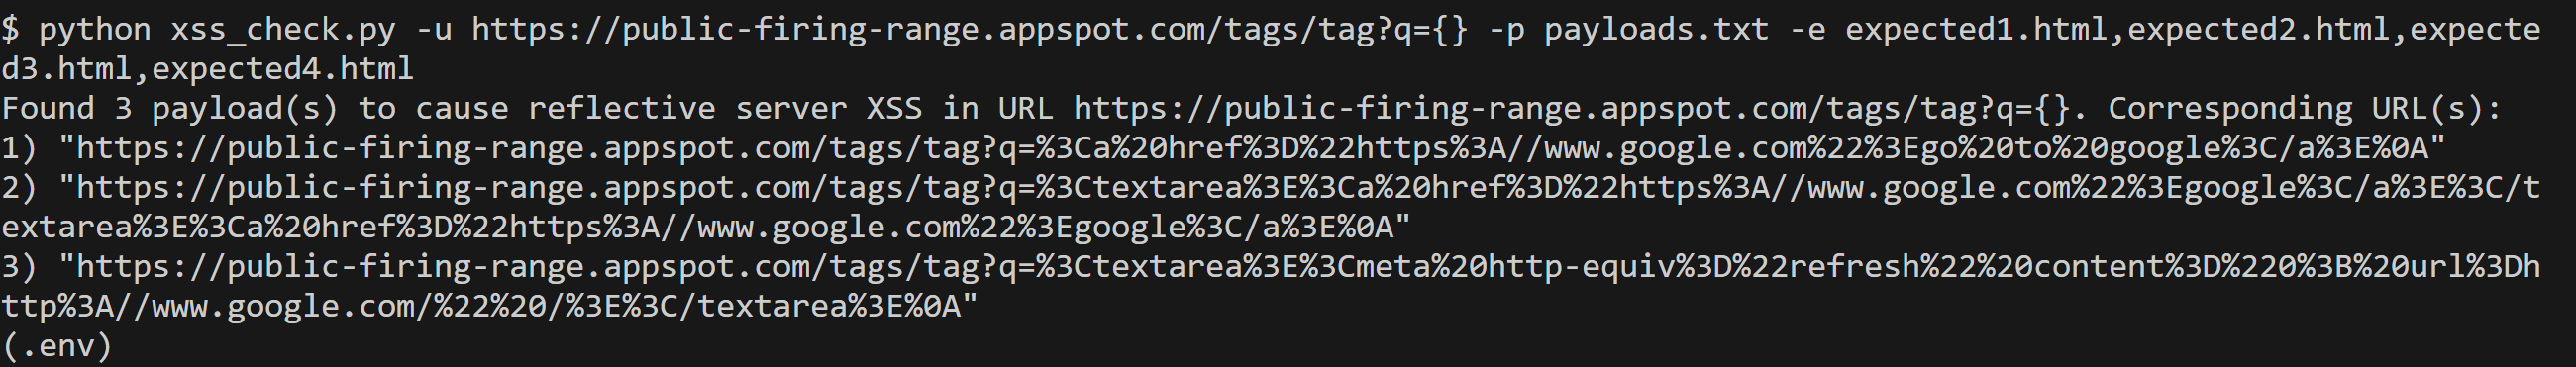 $ python xss_check.py -u https://public-firing-range.appspot.com/tags/tag?q={} -p payloads.txt -e expected1.html,expected2.html,expecte
d3.html,expected4.html
Found 3 payload(s) to cause reflective server XSS in URL https://public-firing-range.appspot.com/tags/tag?q={}. Corresponding URL(s):
1) "https://public-firing-range.appspot.com/tags/tag?q=%3Ca%20href%3D%22https%3A//www.google.com%22%3Ego%20to%20google%3C/a%3E%0A"
2) "https://public-firing-range.appspot.com/tags/tag?q=%3Ctextarea%3E%3Ca%20href%3D%22https%3A//www.google.com%22%3Egoogle%3C/a%3E%3C/t
extarea%3E%3Ca%20href%3D%22https%3A//www.google.com%22%3Egoogle%3C/a%3E%0A"
3) "https://public-firing-range.appspot.com/tags/tag?q=%3Ctextarea%3E%3Cmeta%20http-equiv%3D%22refresh%22%20content%3D%220%3B%20url%3Dh
ttp%3A//www.google.com/%22%20/%3E%3C/textarea%3E%0A"
(.env)